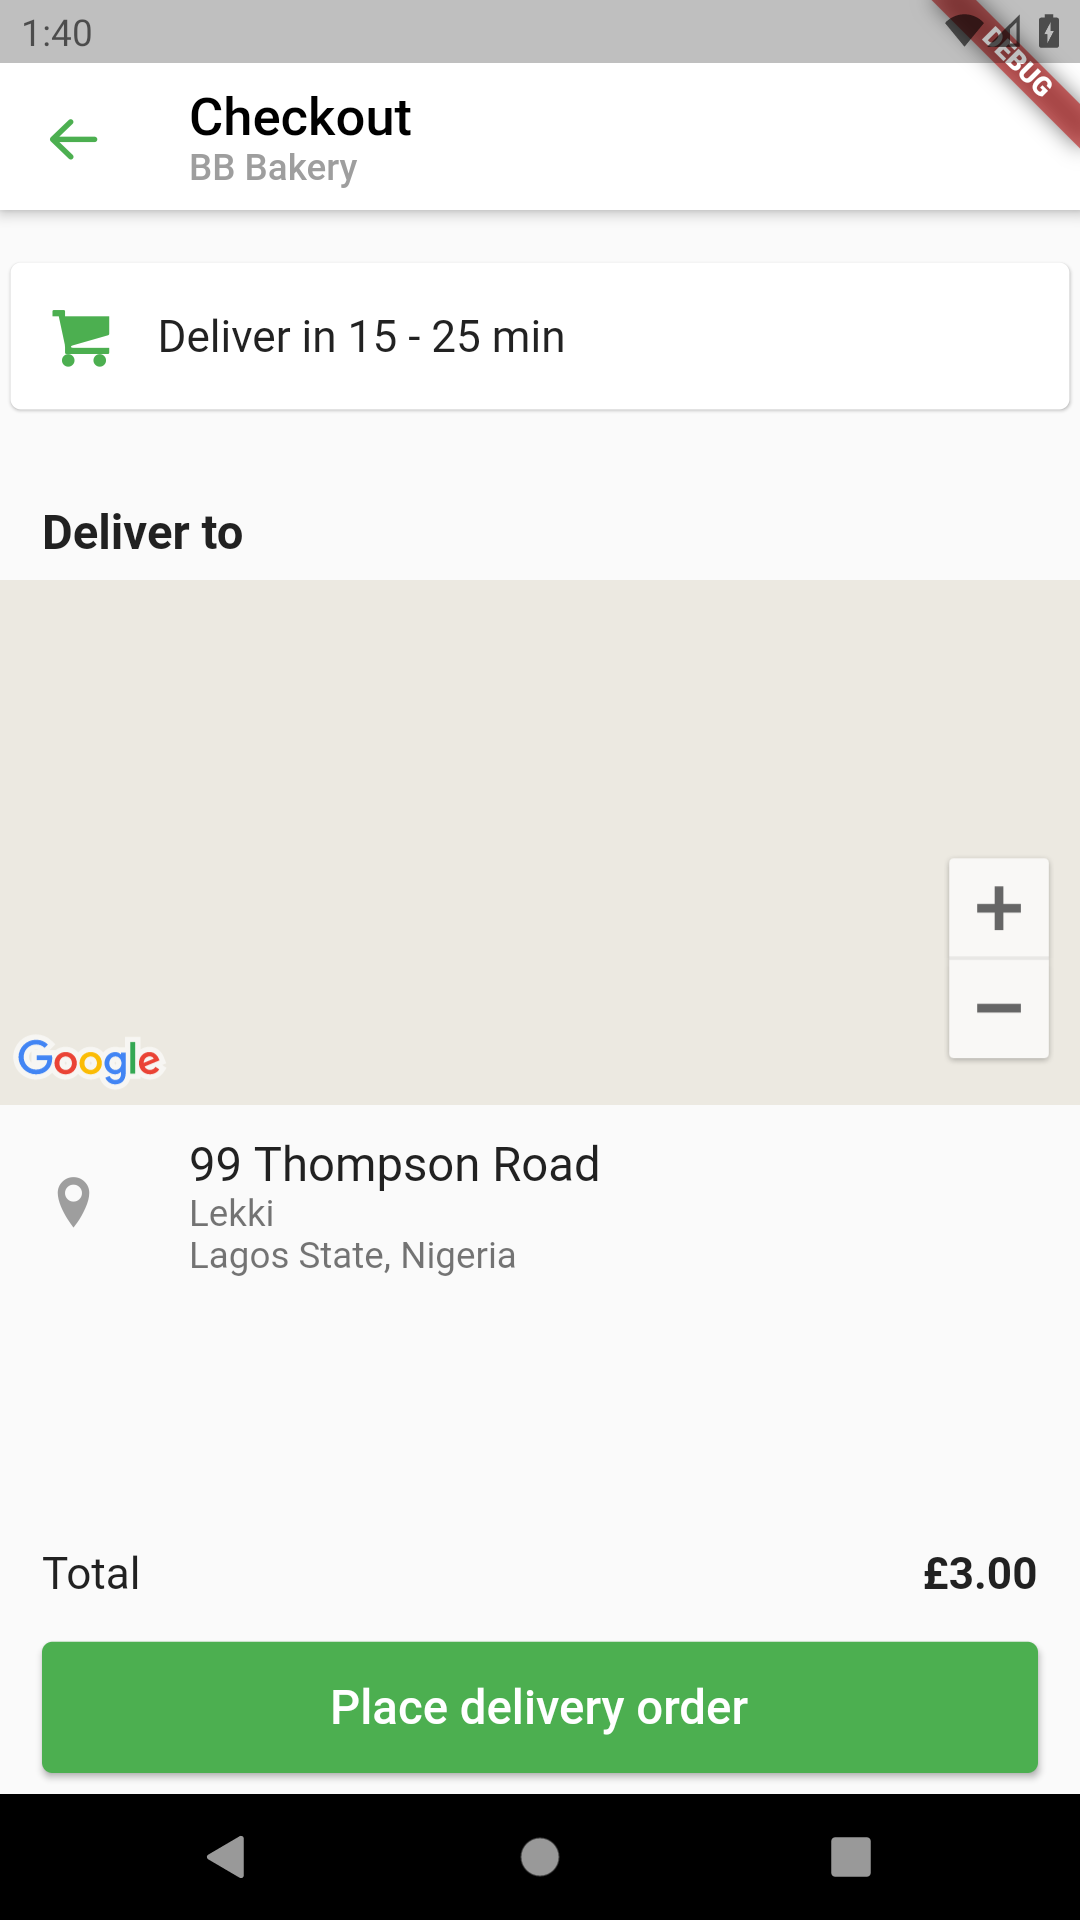 1:40
DEBUG
Checkout
BB Bakery
Deliver in 15 - 25 min
Deliver to
Google
99 Thompson Road
Lekki
Lagos State, Nigeria
Total £3.00
Place delivery order